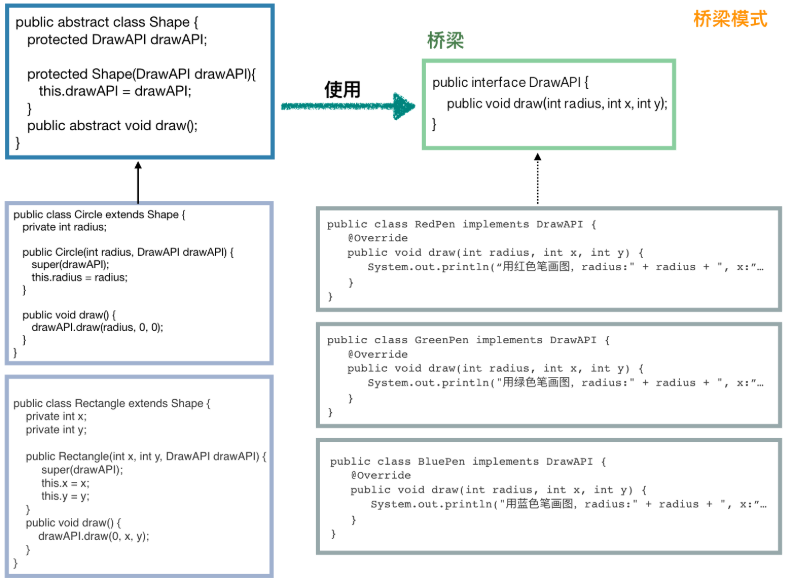 桥梁模式
public abstract class Shape {
protected DrawAPI drawAPI;
protected Shape(DrawAPI drawAPI){
this.drawAPI = drawAPI;
}
public abstract void draw();
}
使用
桥梁
public interface DrawAPI {
public void draw(int radius, int x, int y);
}
public class Circle extends Shape {
private int radius;
public Circle(int radius, DrawAPI drawAPI) {
super(drawAPI);
this.radius = radius;
}
public void draw() {
drawAPI.draw(radius, 0, 0);
}
}
public class Rectangle extends Shape {
private int x;
private int y;
public Rectangle(int x, int y, DrawAPI drawAPI) {
super(drawAPI);
this.x = x;
this.y = y;
}
public void draw() {
drawAPI.draw(0, x, y);
}
}
public class RedPen implements DrawAPI {
@Override
public void draw(int radius, int x, int y) {
System.out.println(“用红色笔画图，radius:" + radius + ", x:”…
}
}
public class GreenPen implements DrawAPI {
@Override
public void draw(int radius, int x, int y) {
System.out.println("用绿色笔画图，radius:" + radius + ", x:”…
}
}
public class BluePen implements DrawAPI {
@Override
public void draw(int radius, int x, int y) {
System.out.println("用蓝色笔画图，radius:" + radius + ", x:”…
}
}